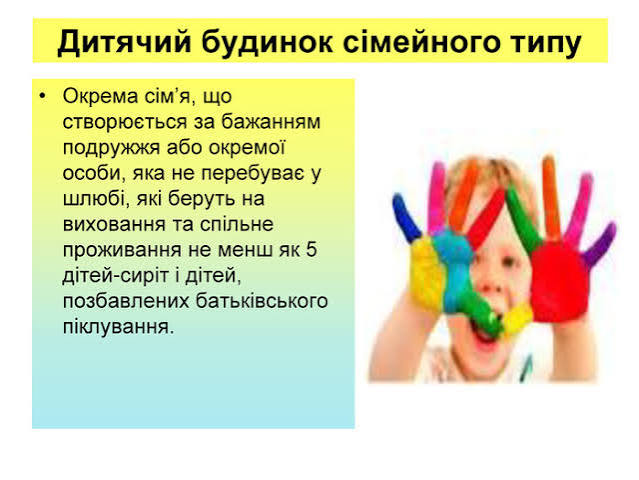 Дитячий будинок сімейного типу
• Окрема сім’я, що
створюється за бажанням
подружжя або окремої
особи, яка не перебуває у
шлюбі, які беруть на
виховання та спільне
проживання не менш як 5
дітей-сиріт і дітей,
позбавлених батьківського
піклування.